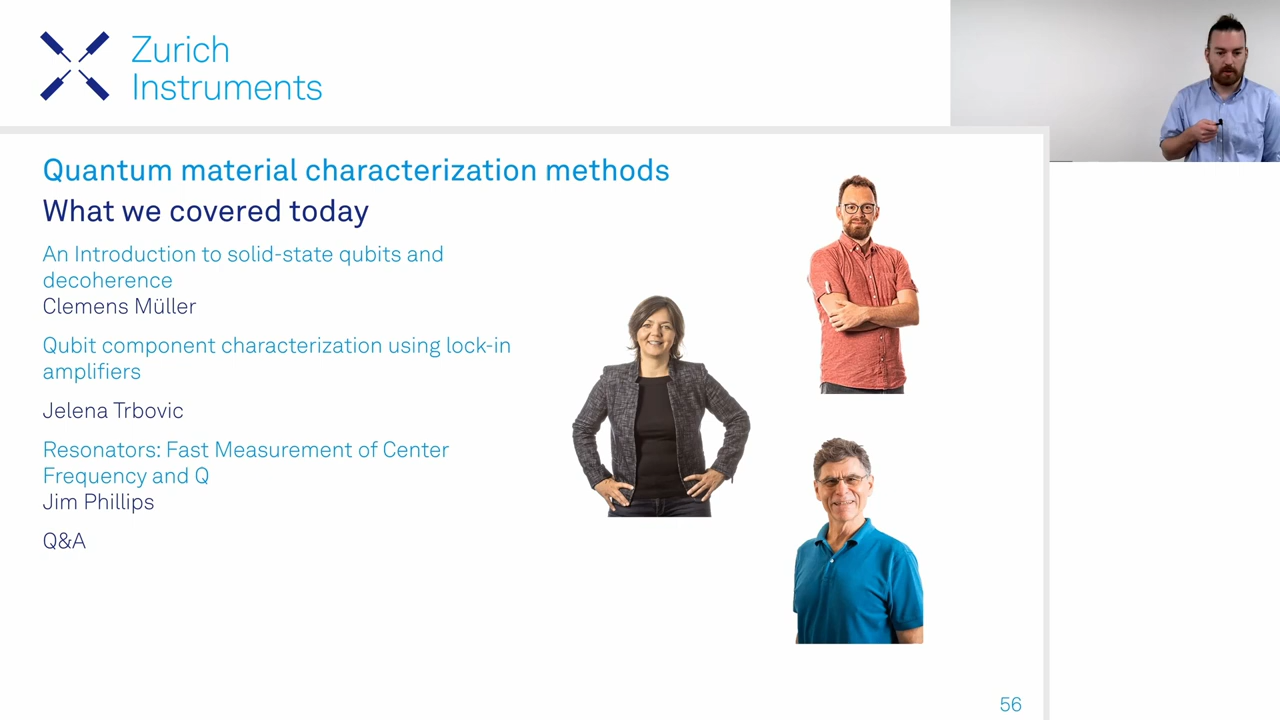 Zurich
Instruments
Quantum material characterization methods
What we covered today
An Introduction to solid-state qubits and
decoherence
Clemens Müller
Qubit component characterization using lock-in
amplifiers
Jelena Trbovic
Resonators: Fast Measurement of Center
Frequency and Q
Jim Phillips
Q&A
56